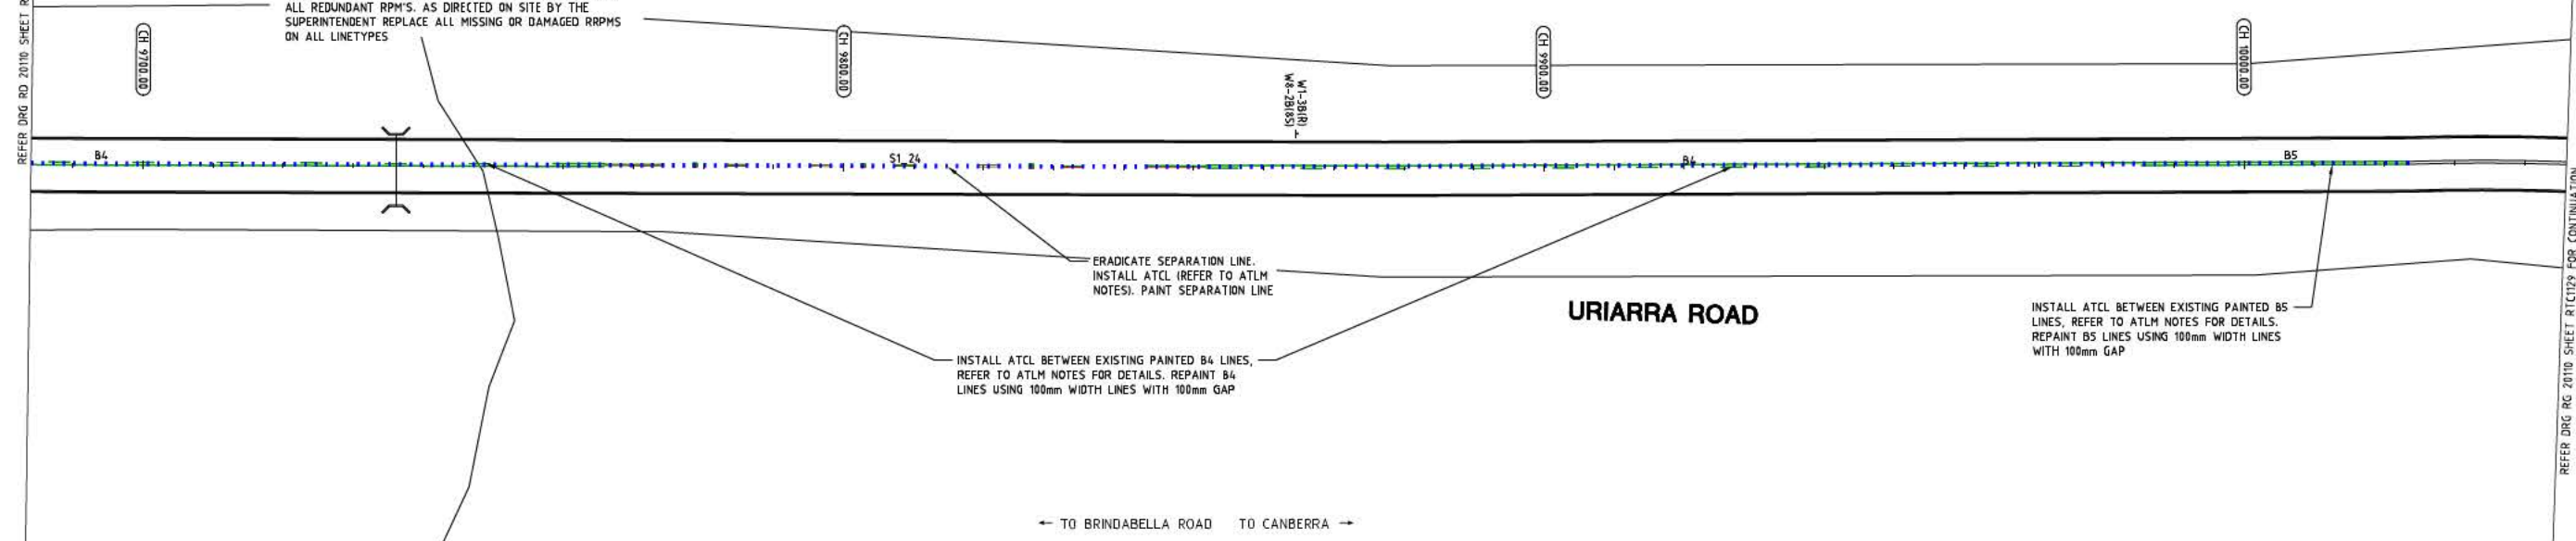 REFER DRG RD 20110 SHEET R
ALL REDUNDANT RPM'S. AS DIRECTED ON SITE BY THE
SUPERINTENDENT REPLACE ALL MISSING OR DAMAGED RRPMS
ON ALL LINETYPES
CH 9700.00
CH 9800.00
CH 9900.00
CH 10000.00
W1-3B(R)
W8-2B(85)
B4
S1_24
B4
B5
ERADICATE SEPARATION LINE.
INSTALL ATCL (REFER TO ATLM
NOTES). PAINT SEPARATION LINE
URIARRA ROAD
INSTALL ATCL BETWEEN EXISTING PAINTED B5
LINES, REFER TO ATLM NOTES FOR DETAILS.
REPAINT B5 LINES USING 100mm WIDTH LINES
WITH 100mm GAP
INSTALL ATCL BETWEEN EXISTING PAINTED B4 LINES,
REFER TO ATLM NOTES FOR DETAILS. REPAINT B4
LINES USING 100mm WIDTH LINES WITH 100mm GAP
← TO BRINDABELLA ROAD TO CANBERRA →
REFER DRG RG 20110 SHEET RTC1129 FOR CONTINUATION